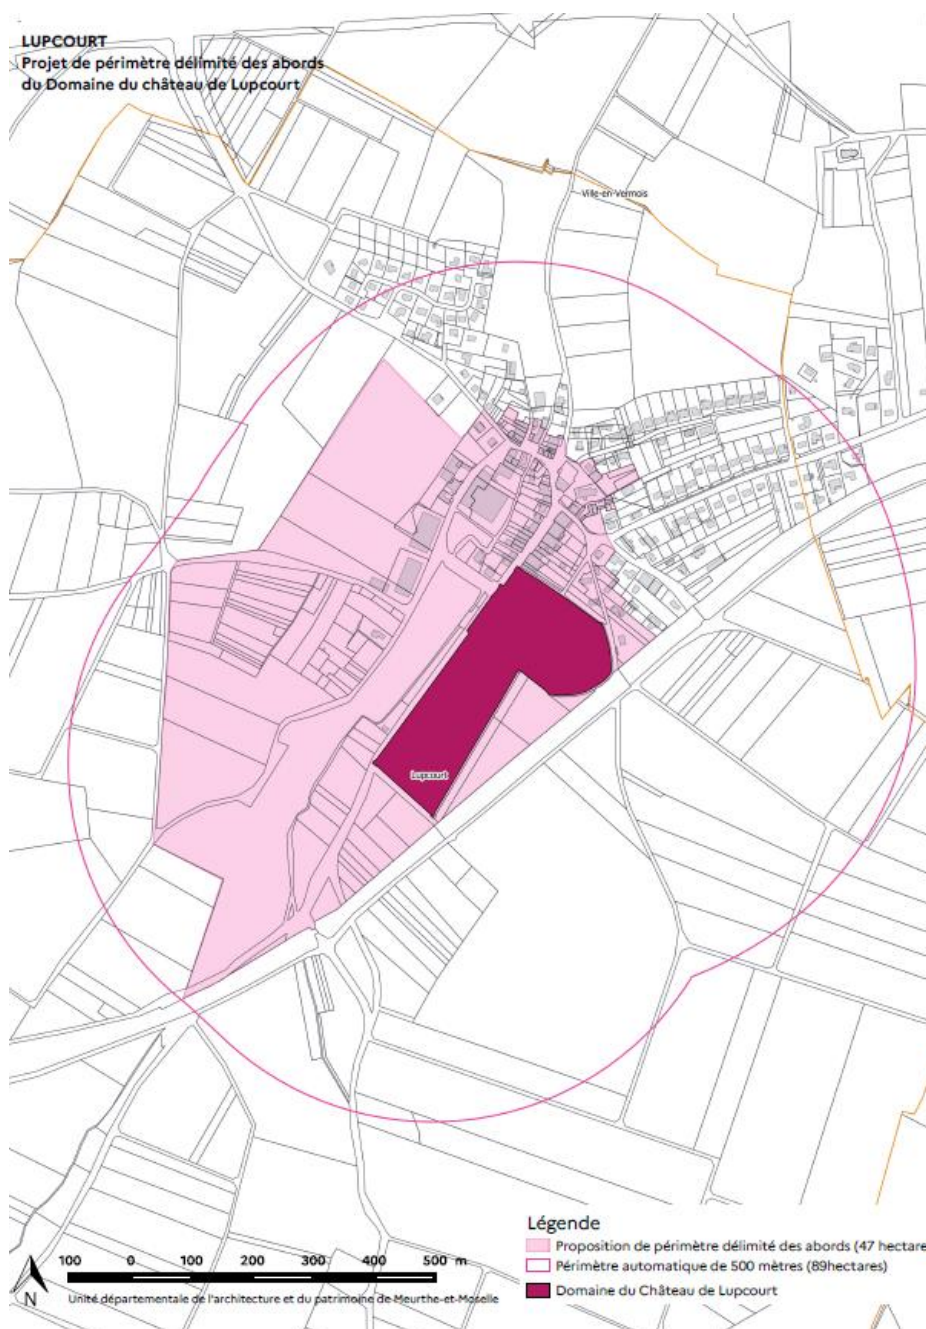 LUPCOURT
Projet de périmètre délimité des abords
du Domaine du château de Lupcourt
Ville-en-Vermois
Lupcourt
Légende
Proposition de périmètre délimité des abords (47 hectare
Périmètre automatique de 500 mètres (89hectares)
Domaine du Château de Lupcourt
100 0 100 200 300 400 500 m
N
Unité départementale de l'architecture et du patrimoine de Meurthe-et-Moselle